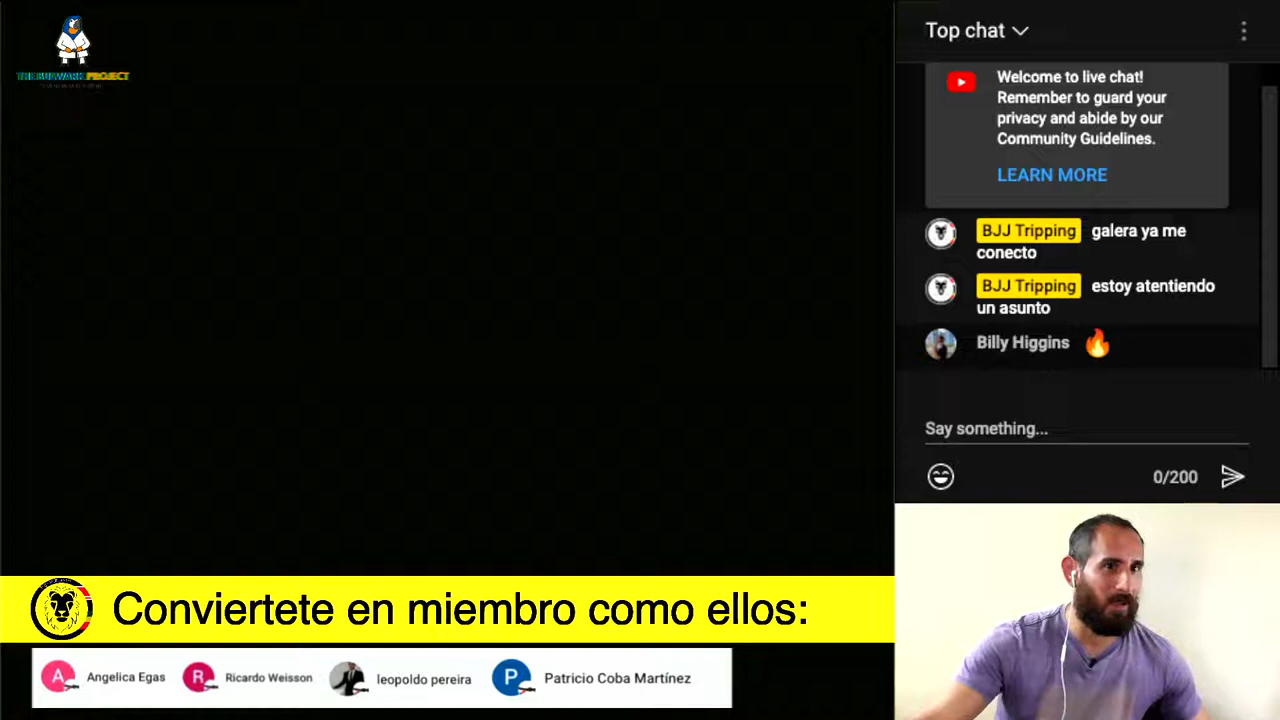 THE BULWARK PROJECT
Top chat
Welcome to live chat!
Remember to guard your
privacy and abide by our
Community Guidelines.
LEARN MORE
BJJ Tripping galera ya me
conecto
BJJ Tripping estoy atentiendo
un asunto
Billy Higgins
Say something...
0/200
Conviertete en miembro como ellos:
A Angelica Egas R Ricardo Weisson leopoldo pereira P Patricio Coba Martínez